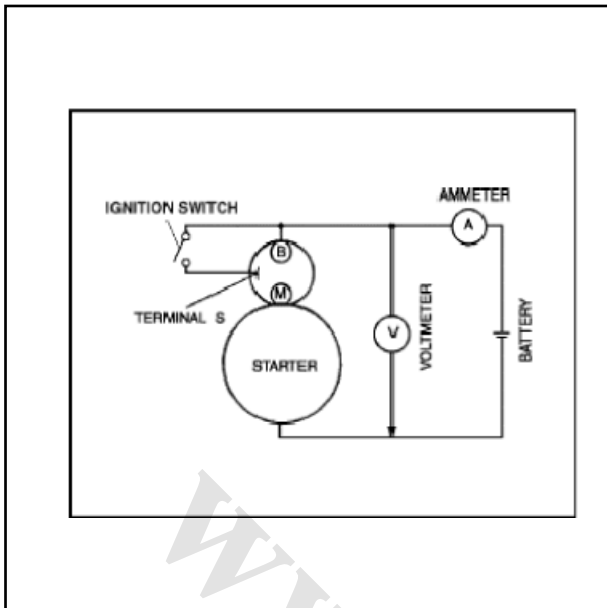 AMMETER
IGNITION SWITCH
A
B
TERMINAL S
M
V
VOLTMETER
BATTERY
STARTER
W